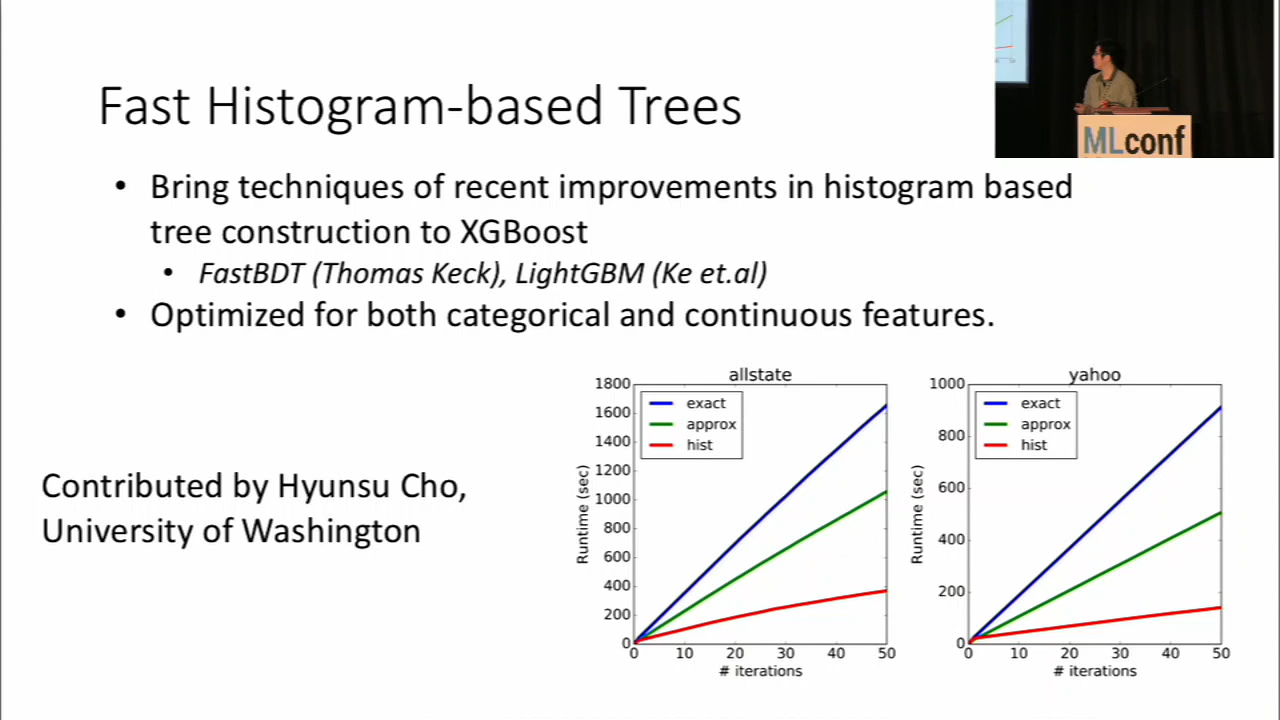 Fast Histogram-based Trees
MLconf
• Bring techniques of recent improvements in histogram based
tree construction to XGBoost
• FastBDT (Thomas Keck), LightGBM (Ke et.al)
• Optimized for both categorical and continuous features.
Contributed by Hyunsu Cho,
University of Washington
allstate
1800
1600
1400
1200
1000
800
600
400
200
0
Runtime (sec)
exact
approx
hist
0 10 20 30 40 50
# iterations
yahoo
1000
800
600
400
200
0
Runtime (sec)
exact
approx
hist
0 10 20 30 40 50
# iterations